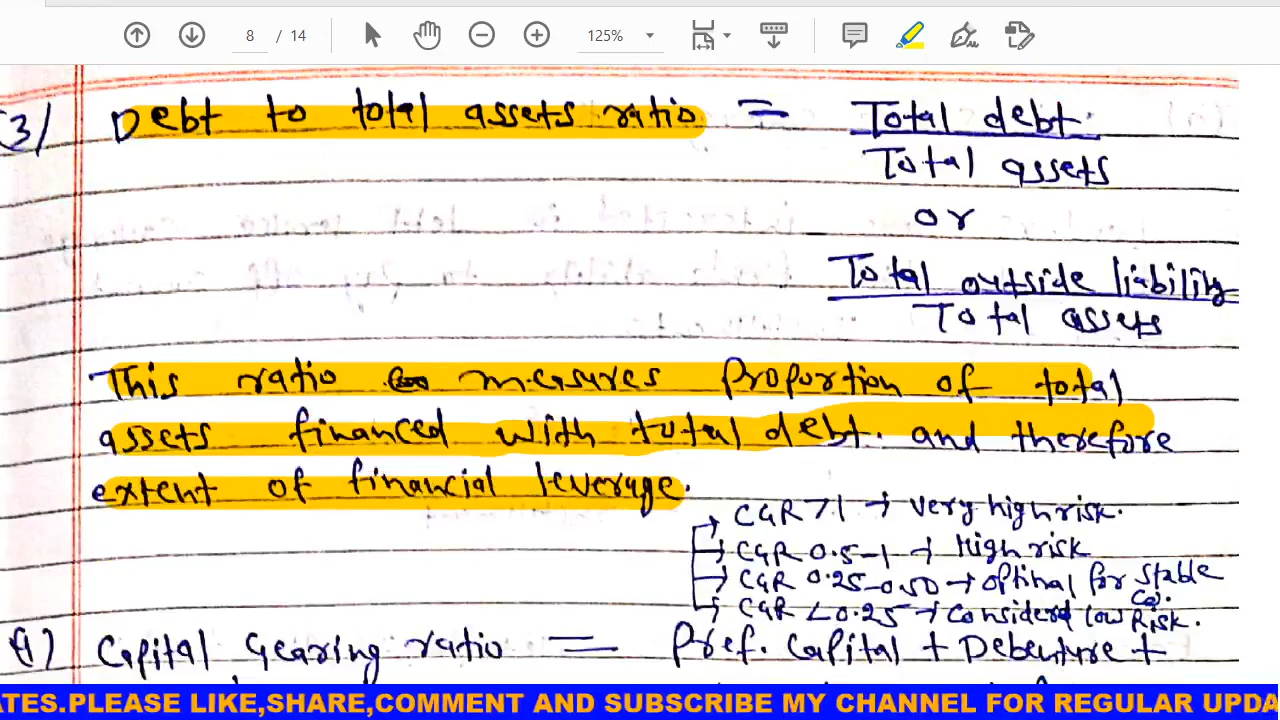 8 / 14
125%
3) Debt to total assets ratio = Total debt
Total assets
or
Total outside liability
Total assets
This ratio measures proportion of total
assets financed with total debt. and therefore
extent of financial leverage.
CGR >1 → very high risk.
CGR 0.5-1 → High risk
CGR 0.25-0.50 → optimal for stable
co.
CGR <0.25 → Considerd low Risk.
4) Capital Gearing ratio = Pref. Capital + Debenture +
ATES.PLEASE LIKE,SHARE,COMMENT AND SUBSCRIBE MY CHANNEL FOR REGULAR UPDA